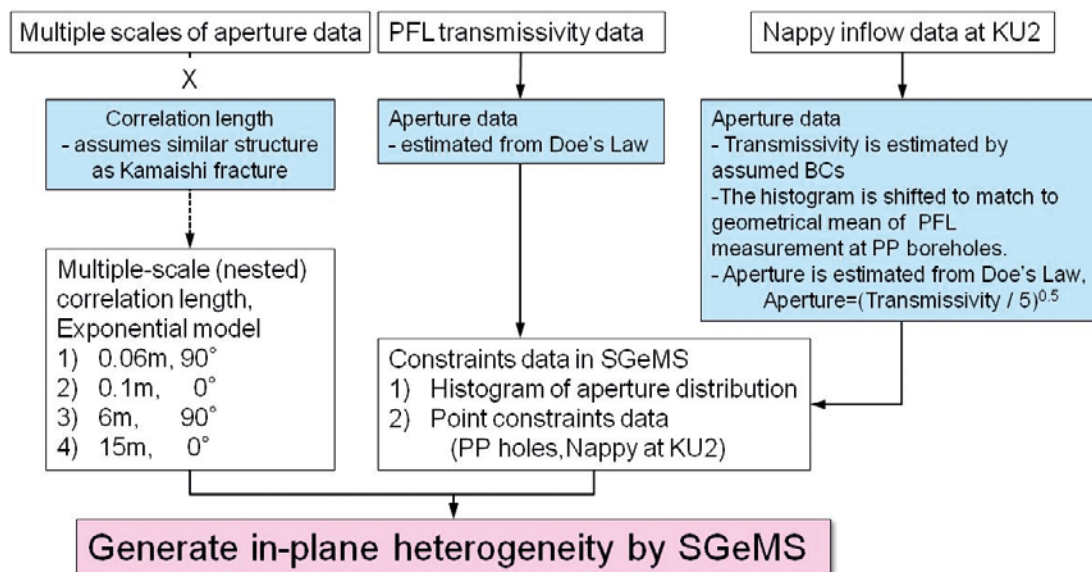 Multiple scales of aperture data
X
Correlation length
- assumes similar structure
as Kamaishi fracture
Multiple-scale (nested)
correlation length,
Exponential model
1) 0.06m, 90°
2) 0.1m, 0°
3) 6m, 90°
4) 15m, 0°
PFL transmissivity data
Aperture data
- estimated from Doe's Law
Nappy inflow data at KU2
Aperture data
- Transmissivity is estimated by
assumed BCs
-The histogram is shifted to match to
geometrical mean of PFL
measurement at PP boreholes.
- Aperture is estimated from Doe's Law,
Aperture=(Transmissivity / 5)^0.5
Constraints data in SGeMS
1) Histogram of aperture distribution
2) Point constraints data
(PP holes,Nappy at KU2)
Generate in-plane heterogeneity by SGeMS